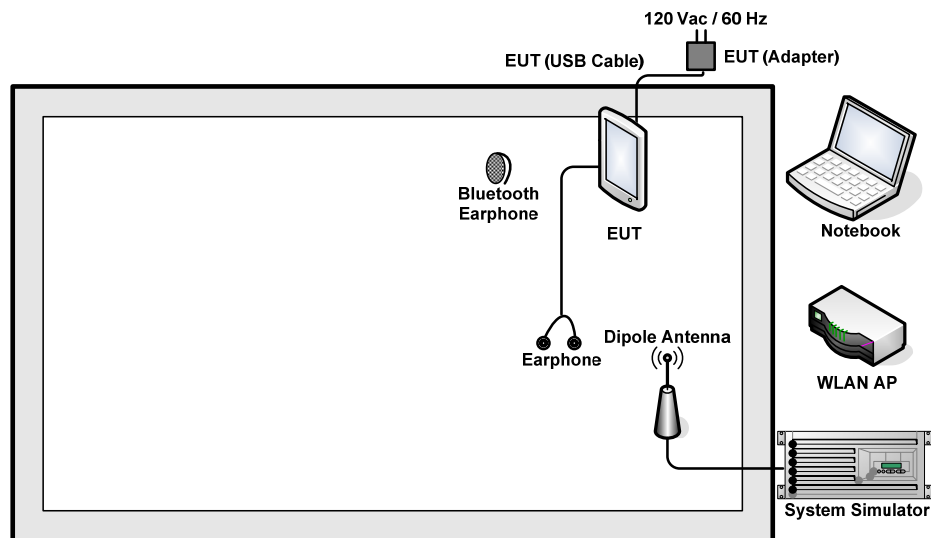 120 Vac / 60 Hz
EUT (USB Cable)
EUT (Adapter)
Bluetooth
Earphone
EUT
Notebook
Earphone
Dipole Antenna
WLAN AP
System Simulator